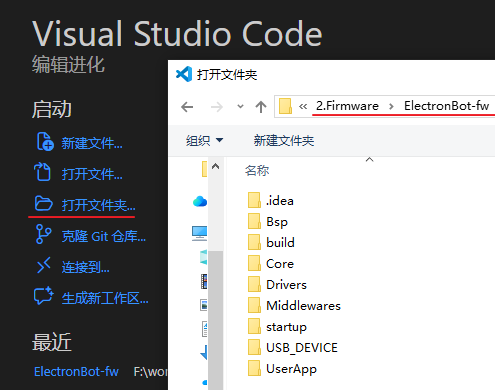 Visual Studio Code
编辑进化
启动
新建文件...
打开文件...
打开文件夹...
克隆 Git 仓库...
连接到...
生成新工作区...
最近
ElectronBot-fw F:\wor
打开文件夹
« 2.Firmware > ElectronBot-fw
组织 新建文件夹
名称
.idea
Bsp
build
Core
Drivers
Middlewares
startup
USB_DEVICE
UserApp